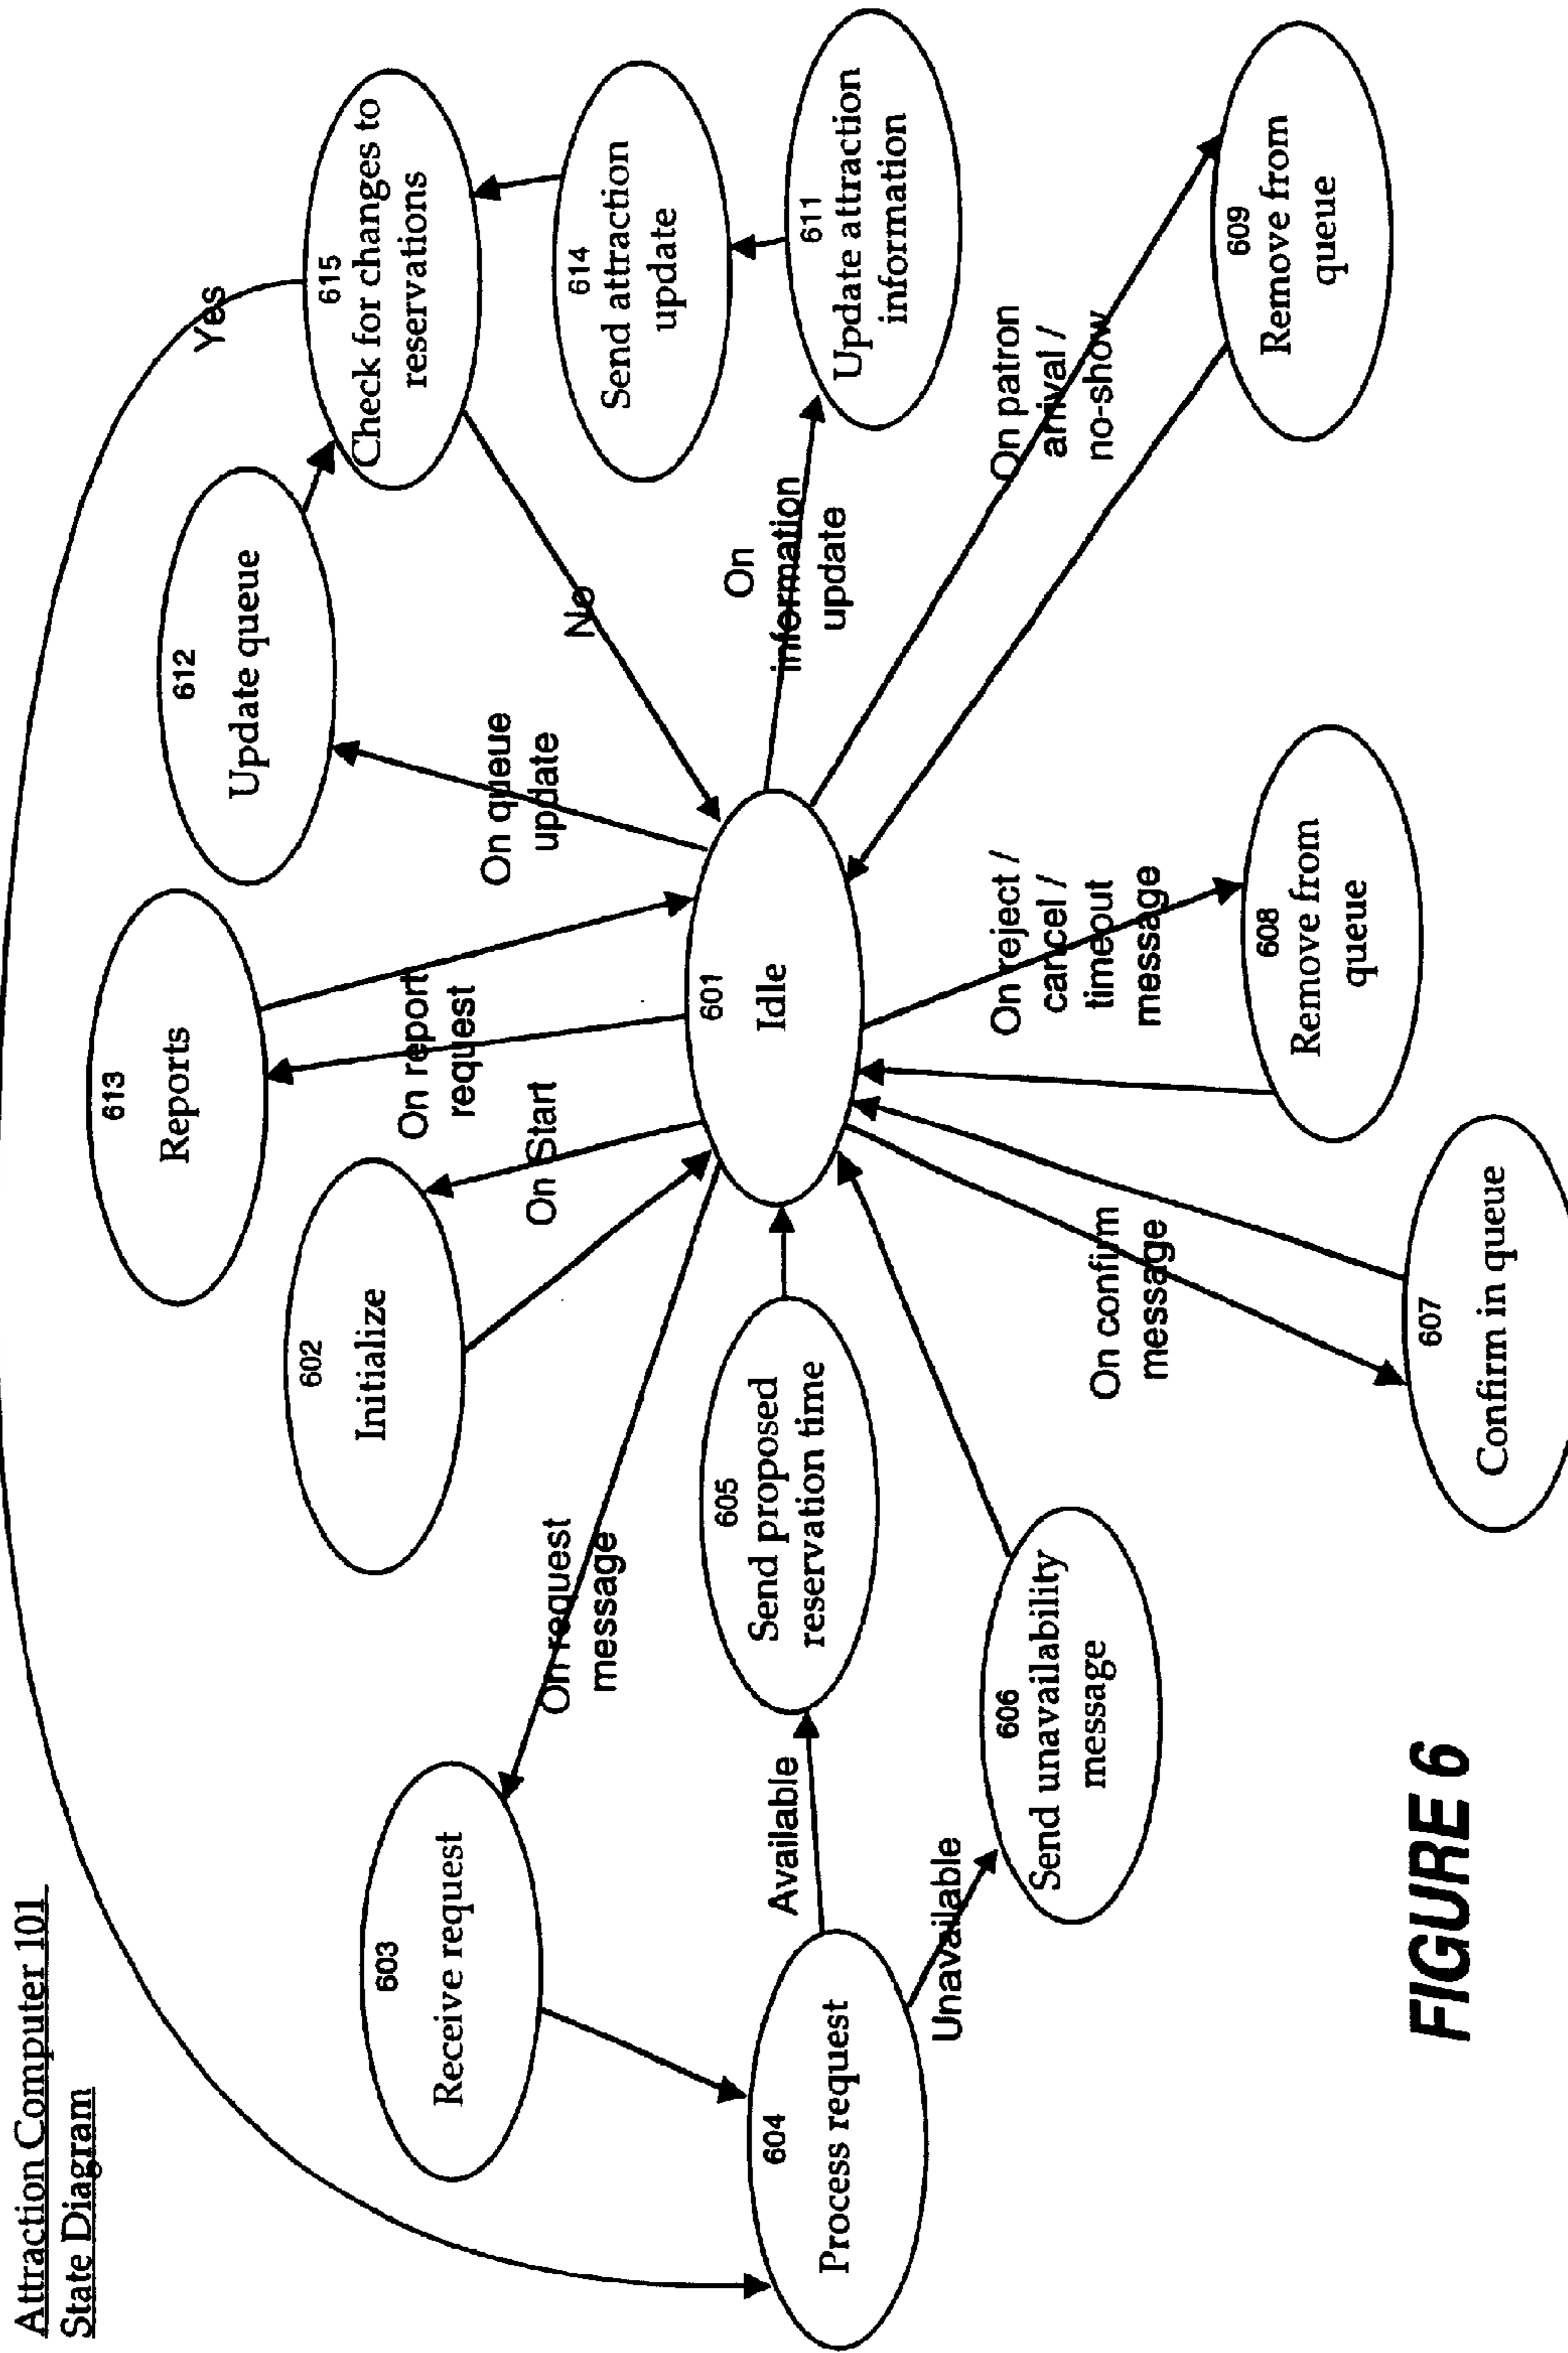 Attraction Computer 101
State Diagram
Yes
613
Reports
612
Update queue
615
Check for changes to
reservations
602
Initialize
On report
request
On queue
update
No
614
Send attraction
update
603
Receive request
On request
message
On Start
601
Idle
On
information
update
611
Update attraction
information
604
Process request
Available
605
Send proposed
reservation time
Unavailable
606
Send unavailability
message
On confirm
message
On reject /
cancel /
timeout
message
On patron
arrival /
no-show
609
Remove from
queue
608
Remove from
queue
607
Confirm in queue
FIGURE 6